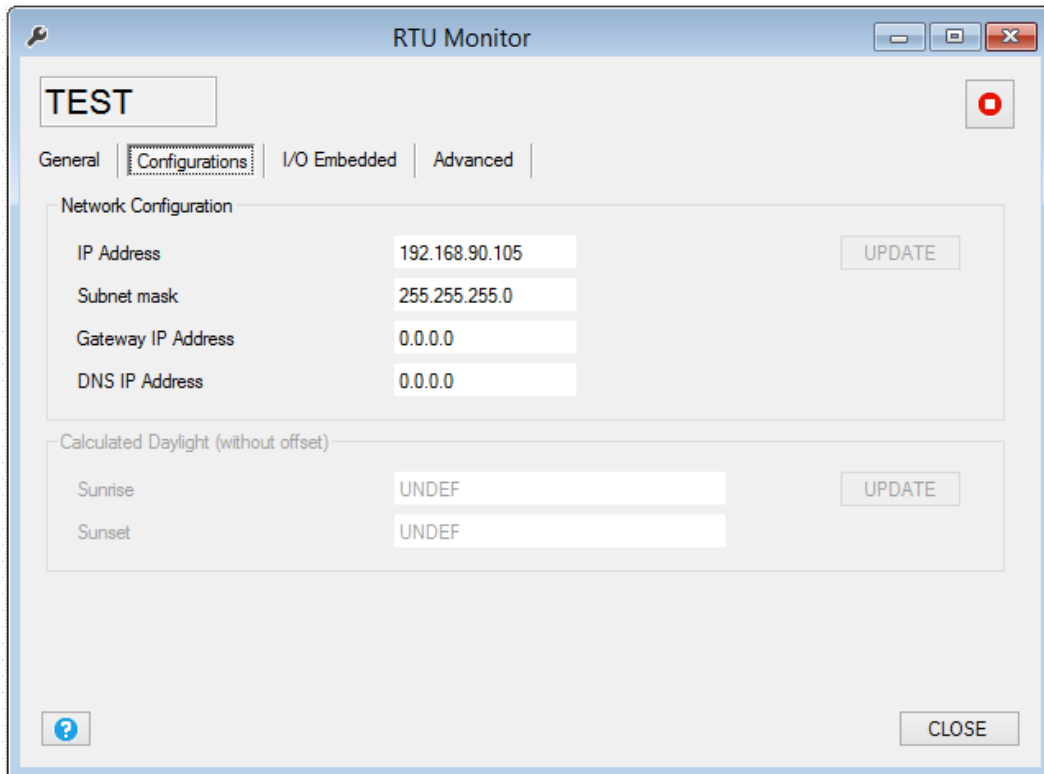 RTU Monitor
TEST
General Configurations I/O Embedded Advanced
Network Configuration
IP Address 192.168.90.105 UPDATE
Subnet mask 255.255.255.0
Gateway IP Address 0.0.0.0
DNS IP Address 0.0.0.0
Calculated Daylight (without offset)
Sunrise UNDEF UPDATE
Sunset UNDEF
? CLOSE